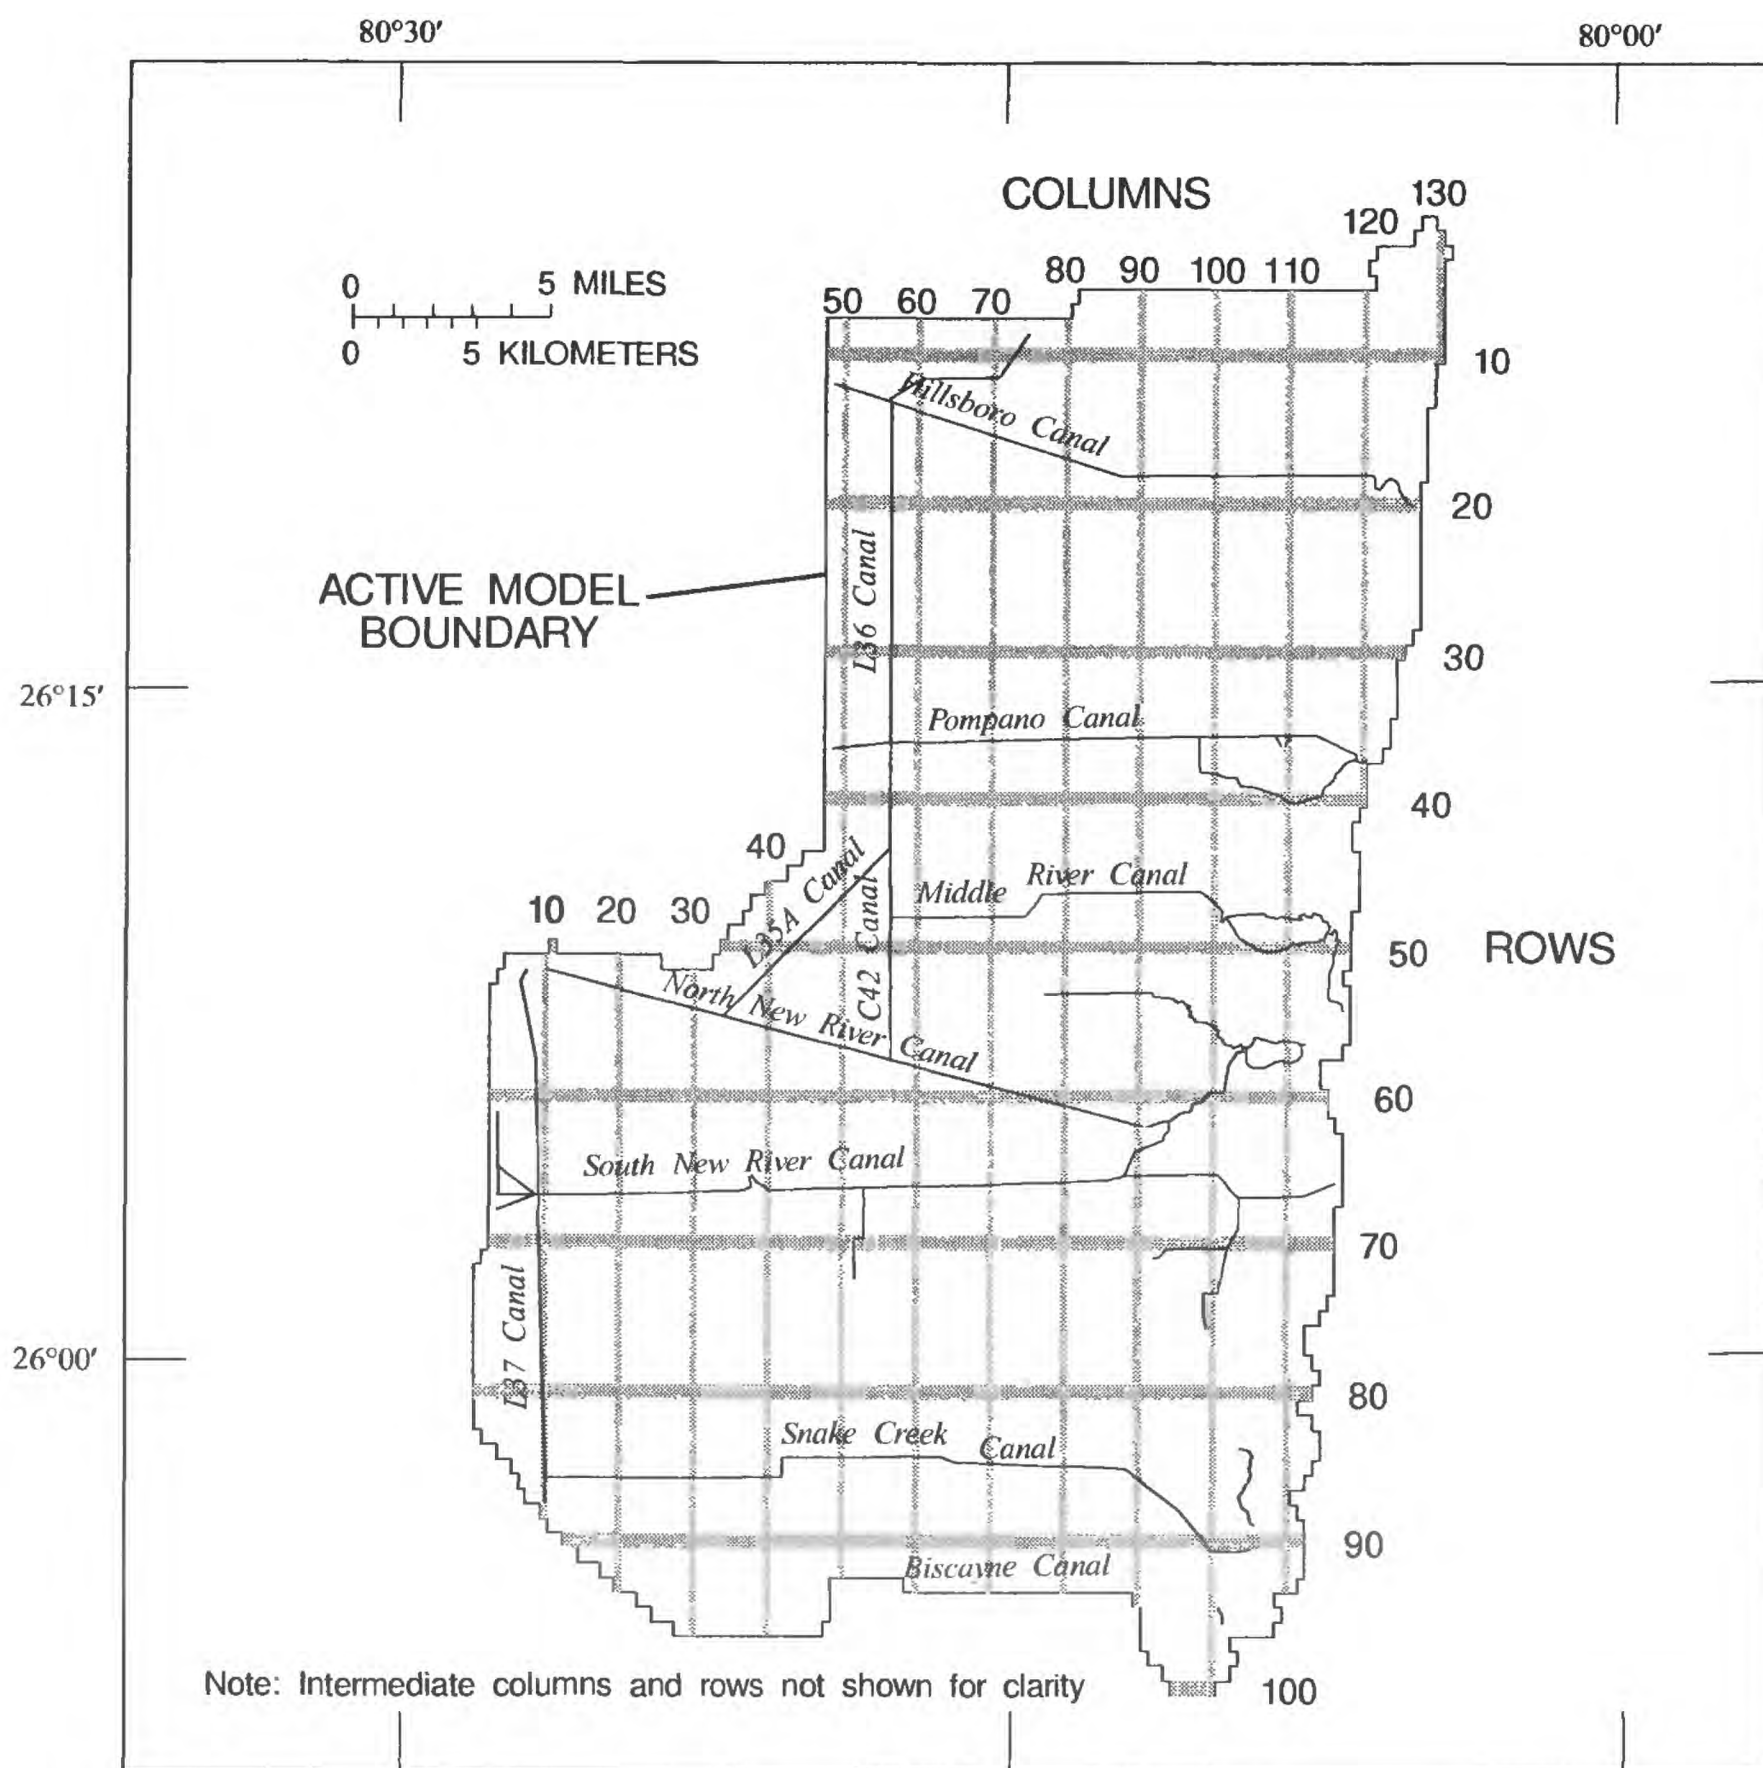 80°30′ 80°00′
COLUMNS
130
120
0 5 MILES
80 90 100 110
50 60 70
0 5 KILOMETERS
10
Hillsboro Canal
20
L36 Canal
ACTIVE MODEL
BOUNDARY
30
26°15′
Pompano Canal
40
40
L35A Canal
Middle River Canal
C42 Canal
10 20 30
50
ROWS
North New River Canal
60
South New River Canal
70
L37 Canal
26°00′
80
Snake Creek Canal
90
Biscayne Canal
Note: Intermediate columns and rows not shown for clarity
100